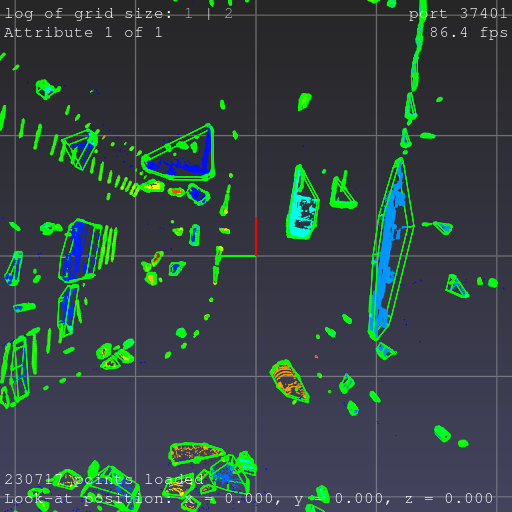 log of grid size: 1 | 2
port 37401
Attribute 1 of 1
86.4 fps
230717 points loaded
Look-at position: x = 0.000, y = 0.000, z = 0.000